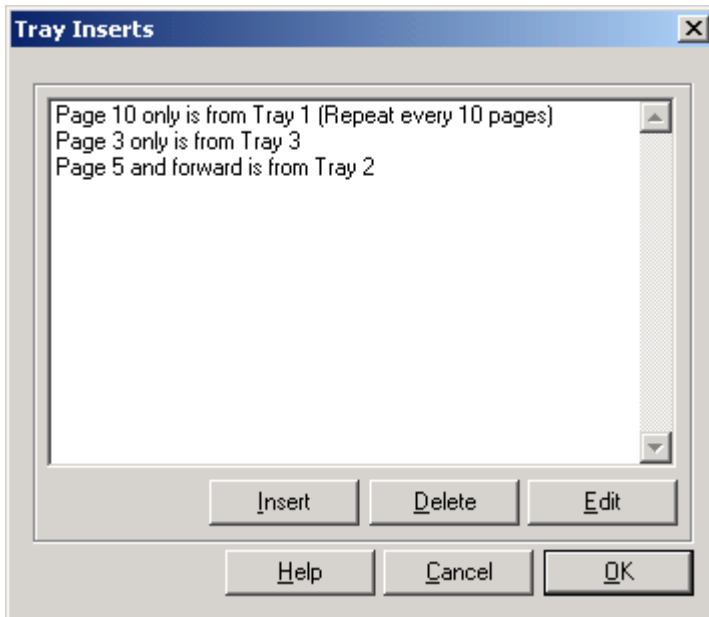 Tray Inserts
Page 10 only is from Tray 1 (Repeat every 10 pages)
Page 3 only is from Tray 3
Page 5 and forward is from Tray 2
Insert Delete Edit
Help Cancel OK